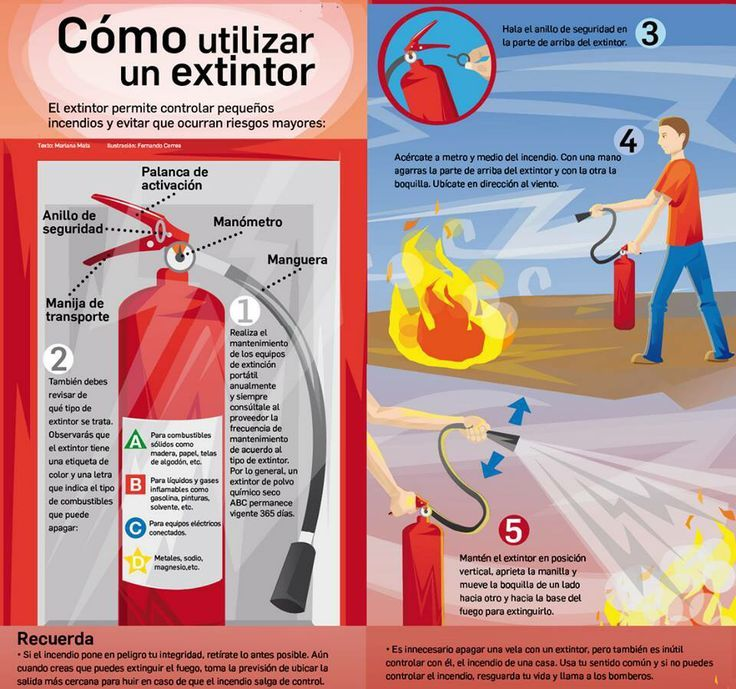 Cómo utilizar
un extintor
El extintor permite controlar pequeños
incendios y evitar que ocurran riesgos mayores:
Texto: Mariana Mata Ilustración: Fernando Correa
Palanca de
activación
Anillo de
seguridad
Manómetro
Manguera
Manija de
transporte
1
Realiza el
mantenimiento
de los equipos
de extinción
portátil
anualmente
y siempre
consúltale al
proveedor la
frecuencia de
mantenimiento
de acuerdo al
tipo de extintor.
Por lo general, un
extintor de polvo
químico seco
ABC permanece
vigente 365 días.
2
También debes
revisar de
qué tipo de
extintor se trata.
Observarás que
el extintor tiene
una etiqueta de
color y una letra
que indica el tipo
de combustibles
que puede
apagar:
A
Para combustibles
sólidos como
madera, papel, telas
de algodón, etc.
B
Para líquidos y gases
inflamables como
gasolina, pinturas,
solvente, etc.
C
Para equipos eléctricos
conectados.
D
Metales, sodio,
magnesio,etc.
Hala el anillo de seguridad en
la parte de arriba del extintor.
3
4
Acércate a metro y medio del incendio. Con una mano
agarras la parte de arriba del extintor y con la otra la
boquilla. Ubícate en dirección al viento.
5
Mantén el extintor en posición
vertical, aprieta la manilla y
mueve la boquilla de un lado
hacia otro y hacia la base del
fuego para extinguirlo.
Recuerda
• Si el incendio pone en peligro tu integridad, retírate lo antes posible. Aún
cuando creas que puedes extinguir el fuego, toma la previsión de ubicar la
salida más cercana para huir en caso de que el incendio salga de control.
• Es innecesario apagar una vela con un extintor, pero también es inútil
controlar con él, el incendio de una casa. Usa tu sentido común y si no puedes
controlar el incendio, resguarda tu vida y llama a los bomberos.